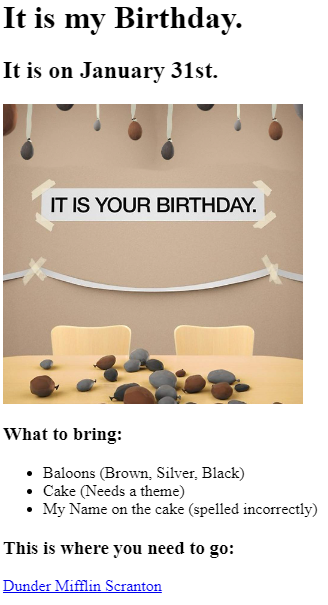 It is my Birthday.
It is on January 31st.
IT IS YOUR BIRTHDAY.
What to bring:
Baloons (Brown, Silver, Black)
Cake (Needs a theme)
My Name on the cake (spelled incorrectly)
This is where you need to go:
Dunder Mifflin Scranton